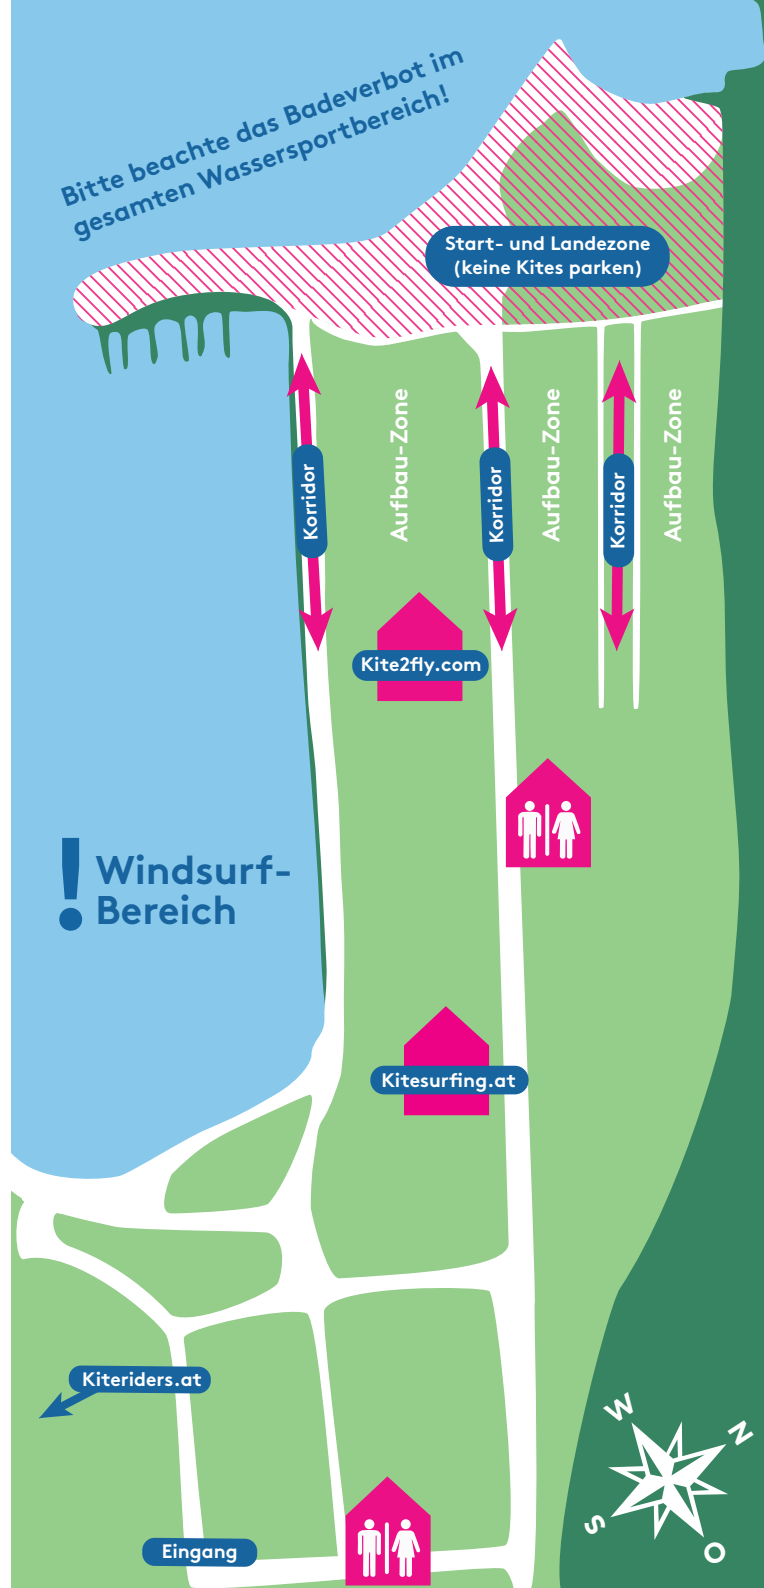 Bitte beachte das Badeverbot im
gesamten Wassersportbereich!
Start- und Landezone
(keine Kites parken)
Korridor
Aufbau-Zone
Korridor
Aufbau-Zone
Korridor
Aufbau-Zone
Kite2fly.com
! Windsurf-
Bereich
Kitesurfing.at
Kiteriders.at
Eingang
W
N
S
O